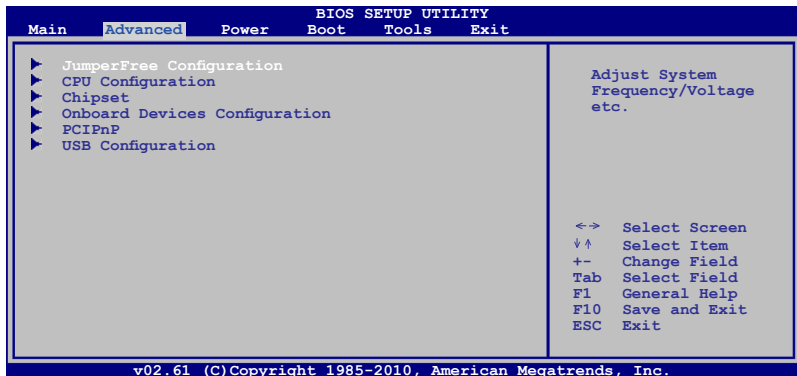 BIOS SETUP UTILITY
Main Advanced Power Boot Tools Exit
JumperFree Configuration
CPU Configuration
Chipset
Onboard Devices Configuration
PCIPnP
USB Configuration
Adjust System
Frequency/Voltage
etc.
←→ Select Screen
↓↑ Select Item
+- Change Field
Tab Select Field
F1 General Help
F10 Save and Exit
ESC Exit
v02.61 (C)Copyright 1985-2010, American Megatrends, Inc.